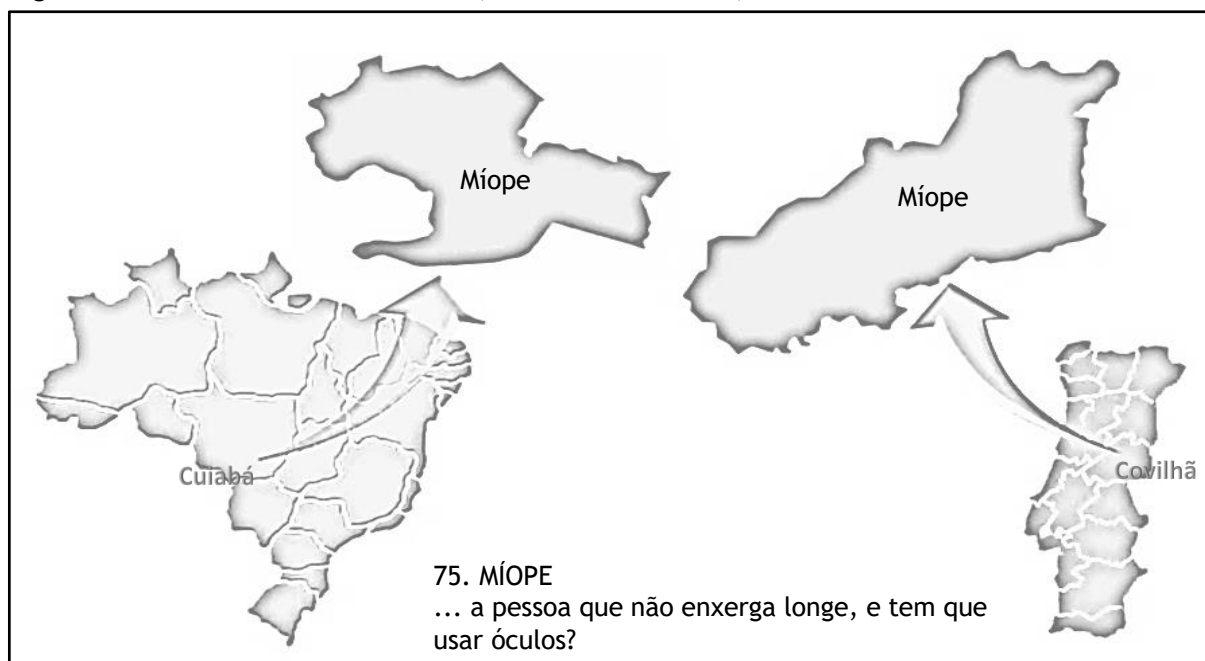 Míope
Míope
Cuiabá
Covilhã
75. MÍOPE
... a pessoa que não enxerga longe, e tem que
usar óculos?